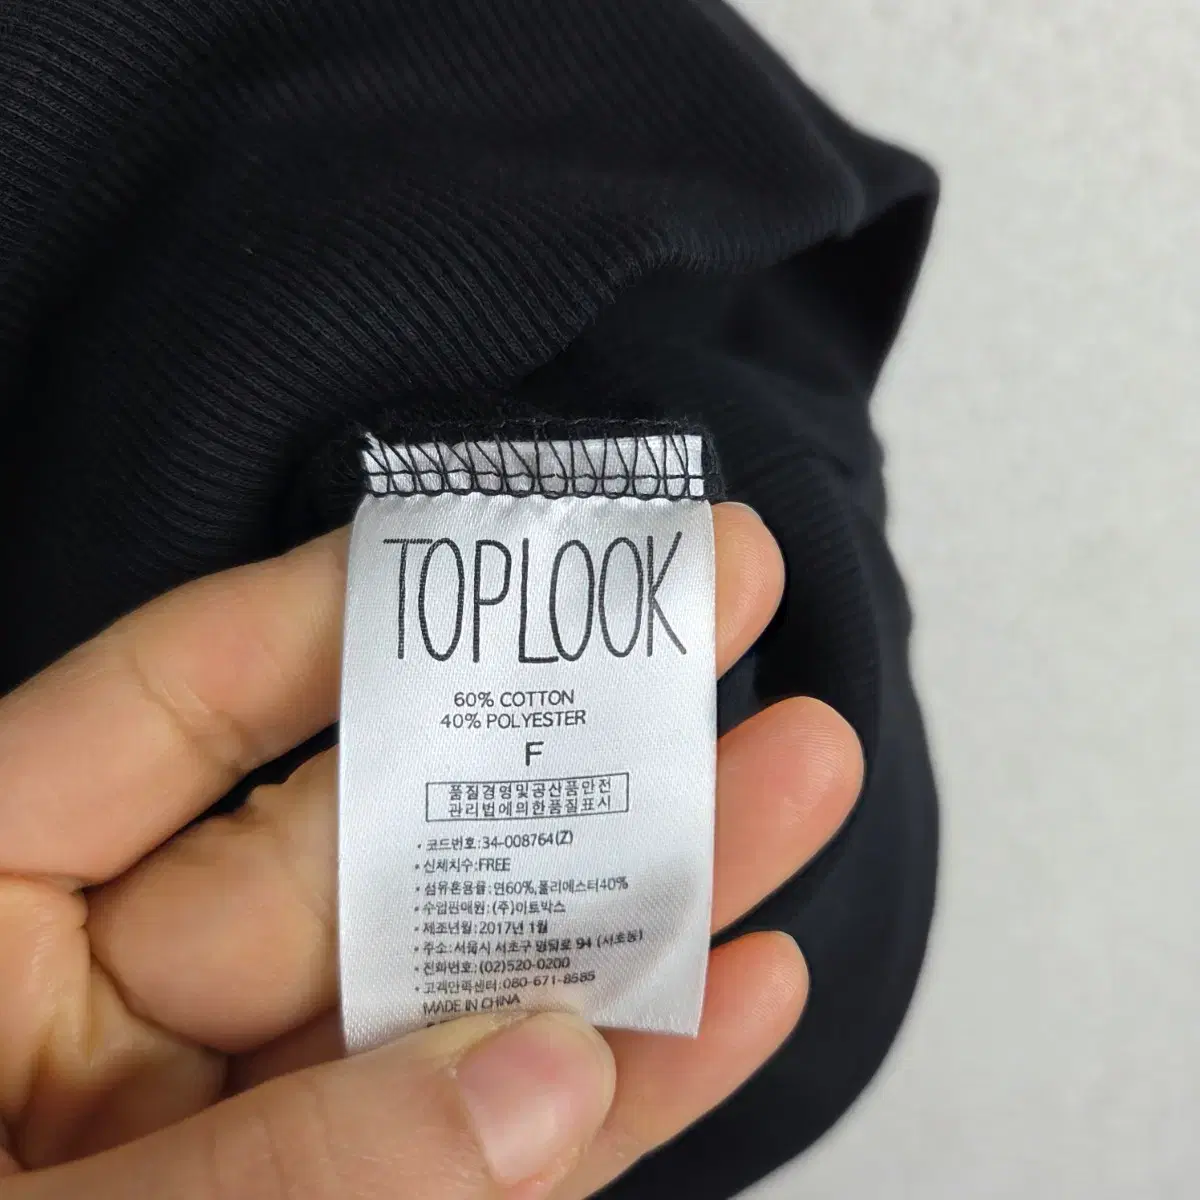 TOPLOOK
60% COTTON
40% POLYESTER
F
품질경영및공산품안전
관리법에의한품질표시
• 코드번호:34-008764(Z)
• 신체치수:FREE
• 섬유혼용율:면60%,폴리에스터40%
• 수입판매원:(주)이트박스
• 제조년월:2017년 1월
• 주소:서울시 서초구 명달로 94 (서초동)
• 전화번호:(02)520-0200
• 고객만족센터:080-671-8585
MADE IN CHINA